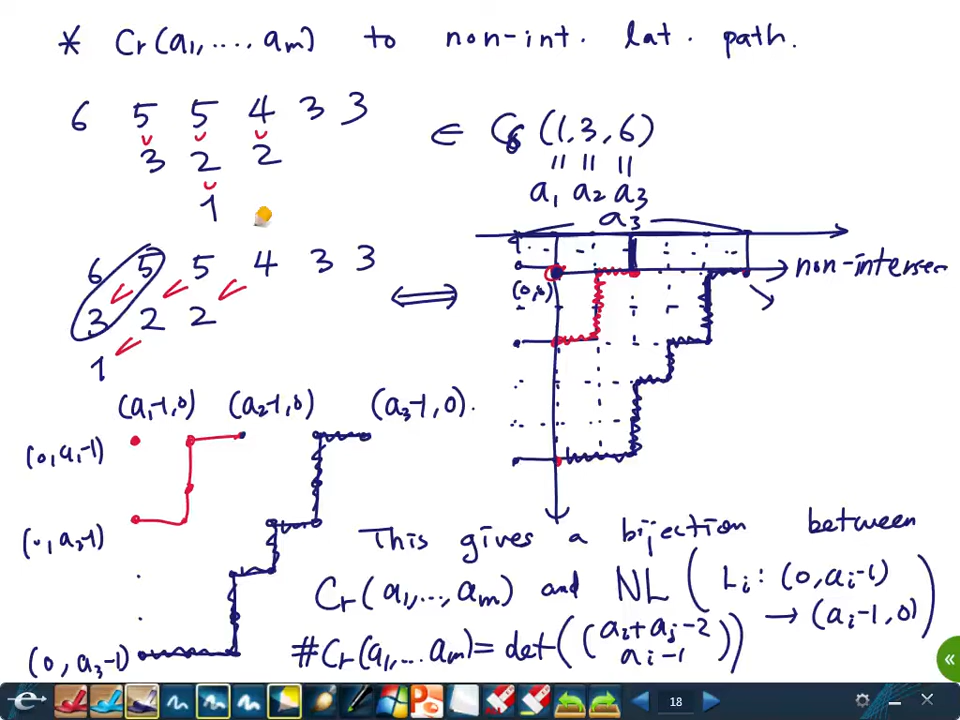 * Cr(a1,....am) to non-int. lat. path.
6 5 5 4 3 3
3 2 2
1
∈ C6 (1,3,6)
a1 a2 a3
a3
6 5 5 4 3 3
3 2 2
1
⟺
(0,0)
non-intersec
(a1-1,0) (a2-1,0) (a3-1,0).
(0,a1-1)
(0,a2-1)
(0,a3-1)
This gives a bijection between
Cr(a1,...,am) and NL (Li: (0,ai-1) → (ai-1,0))
#Cr(a1,...am)= det((ai+aj-2 ai-1))
18